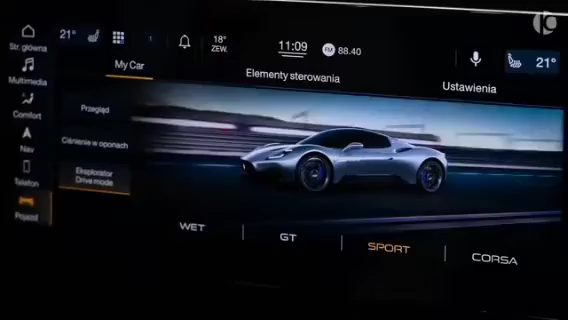 21°
18°
ZEW.
11:09
FM 88.40
21°
Str. główna
Multimedia
Comfort
Nav
Telefon
Pojazd
My Car
Elementy sterowania
Ustawienia
Przegląd
Ciśnienie w oponach
Eksplorator
Drive mode
WET
GT
SPORT
CORSA